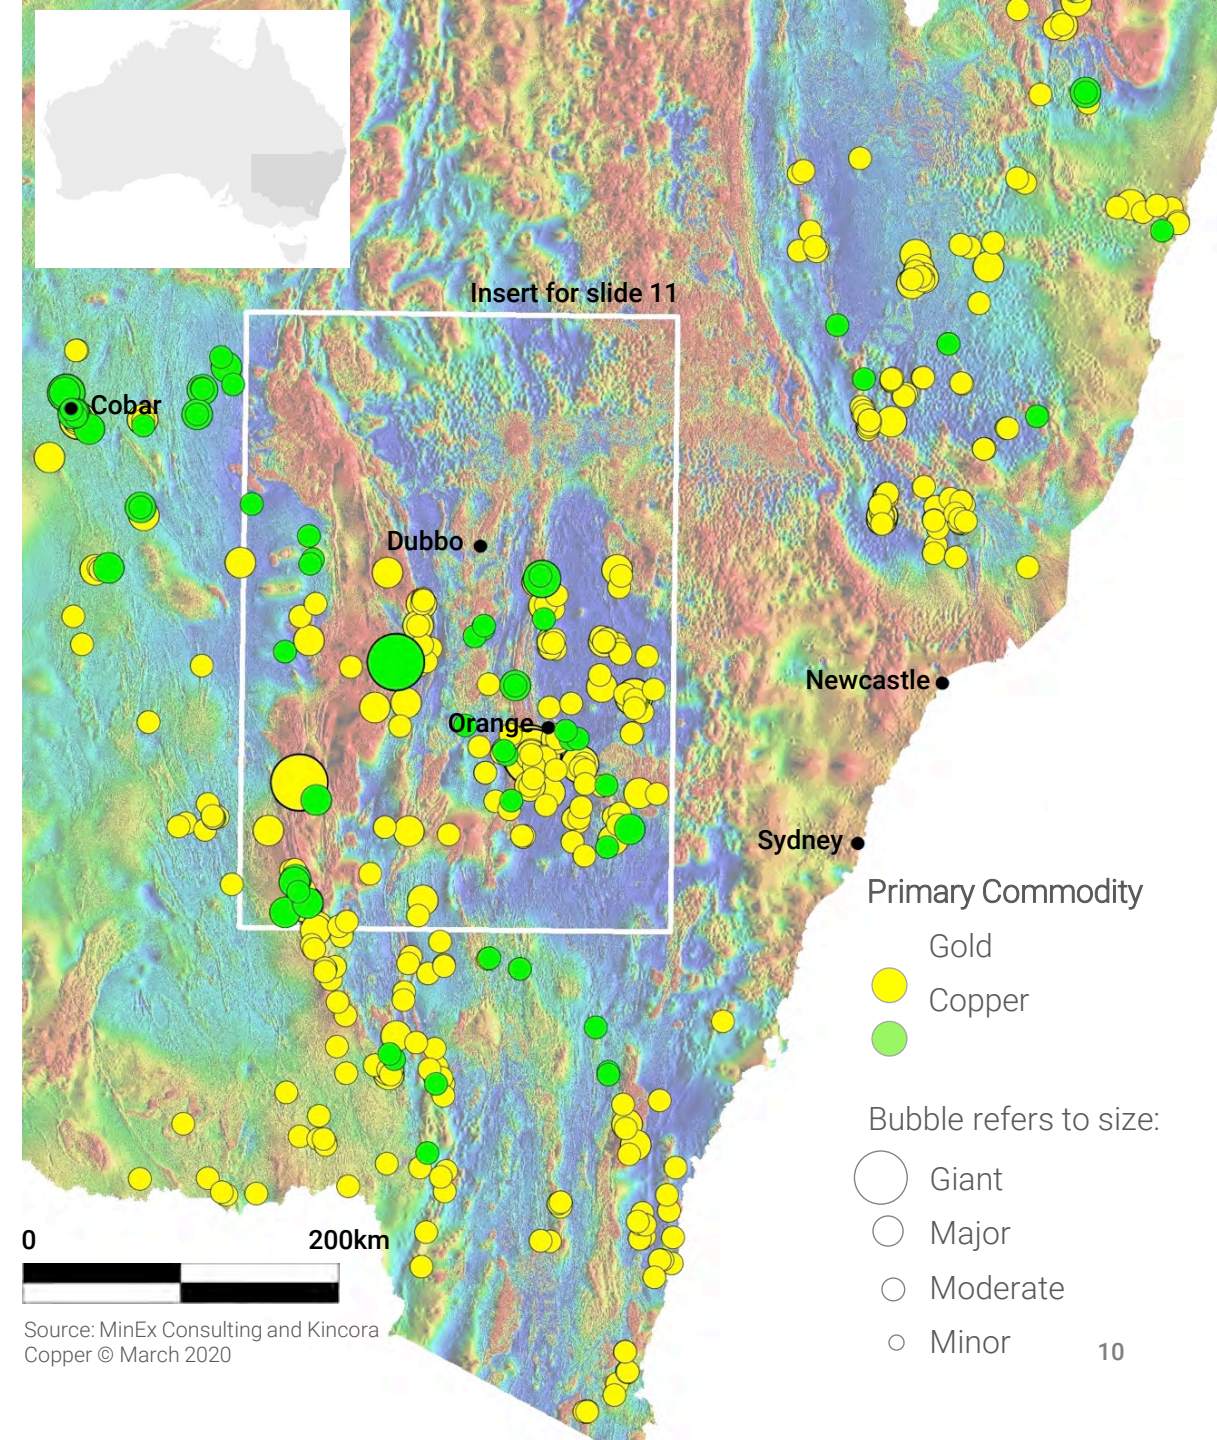 Insert for slide 11
Cobar
Dubbo
Orange
Newcastle
Sydney
Primary Commodity
Gold
Copper
Bubble refers to size:
Giant
Major
Moderate
Minor
0 200km
Source: MinEx Consulting and Kincora
Copper © March 2020
10